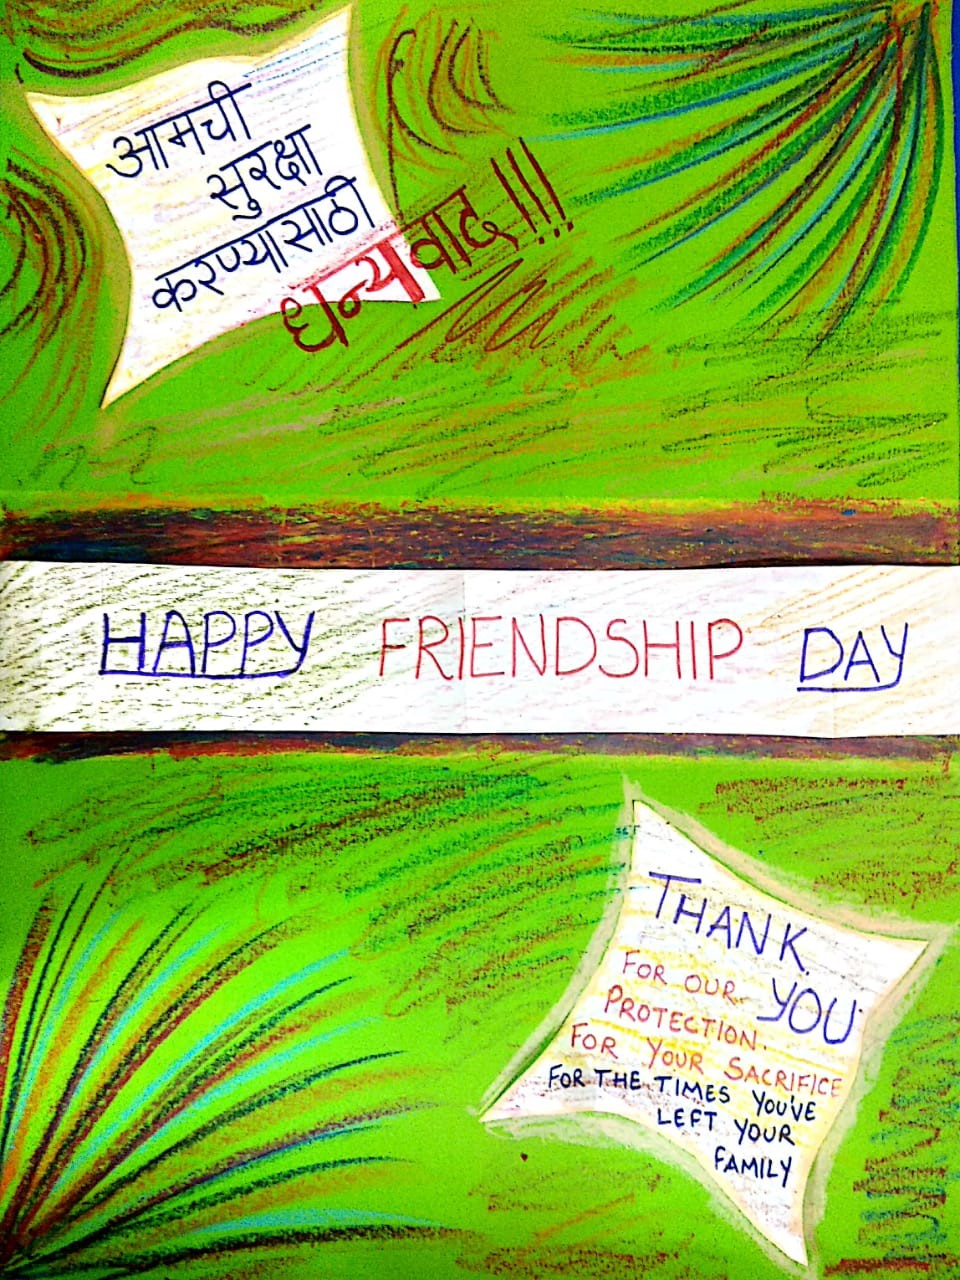 आमची
सुरक्षा
करण्यासाठी
धन्यवाद !!!
HAPPY FRIENDSHIP DAY
THANK
YOU
FOR OUR
PROTECTION.
FOR YOUR SACRIFICE
FOR THE TIMES YOU'VE
LEFT YOUR
FAMILY